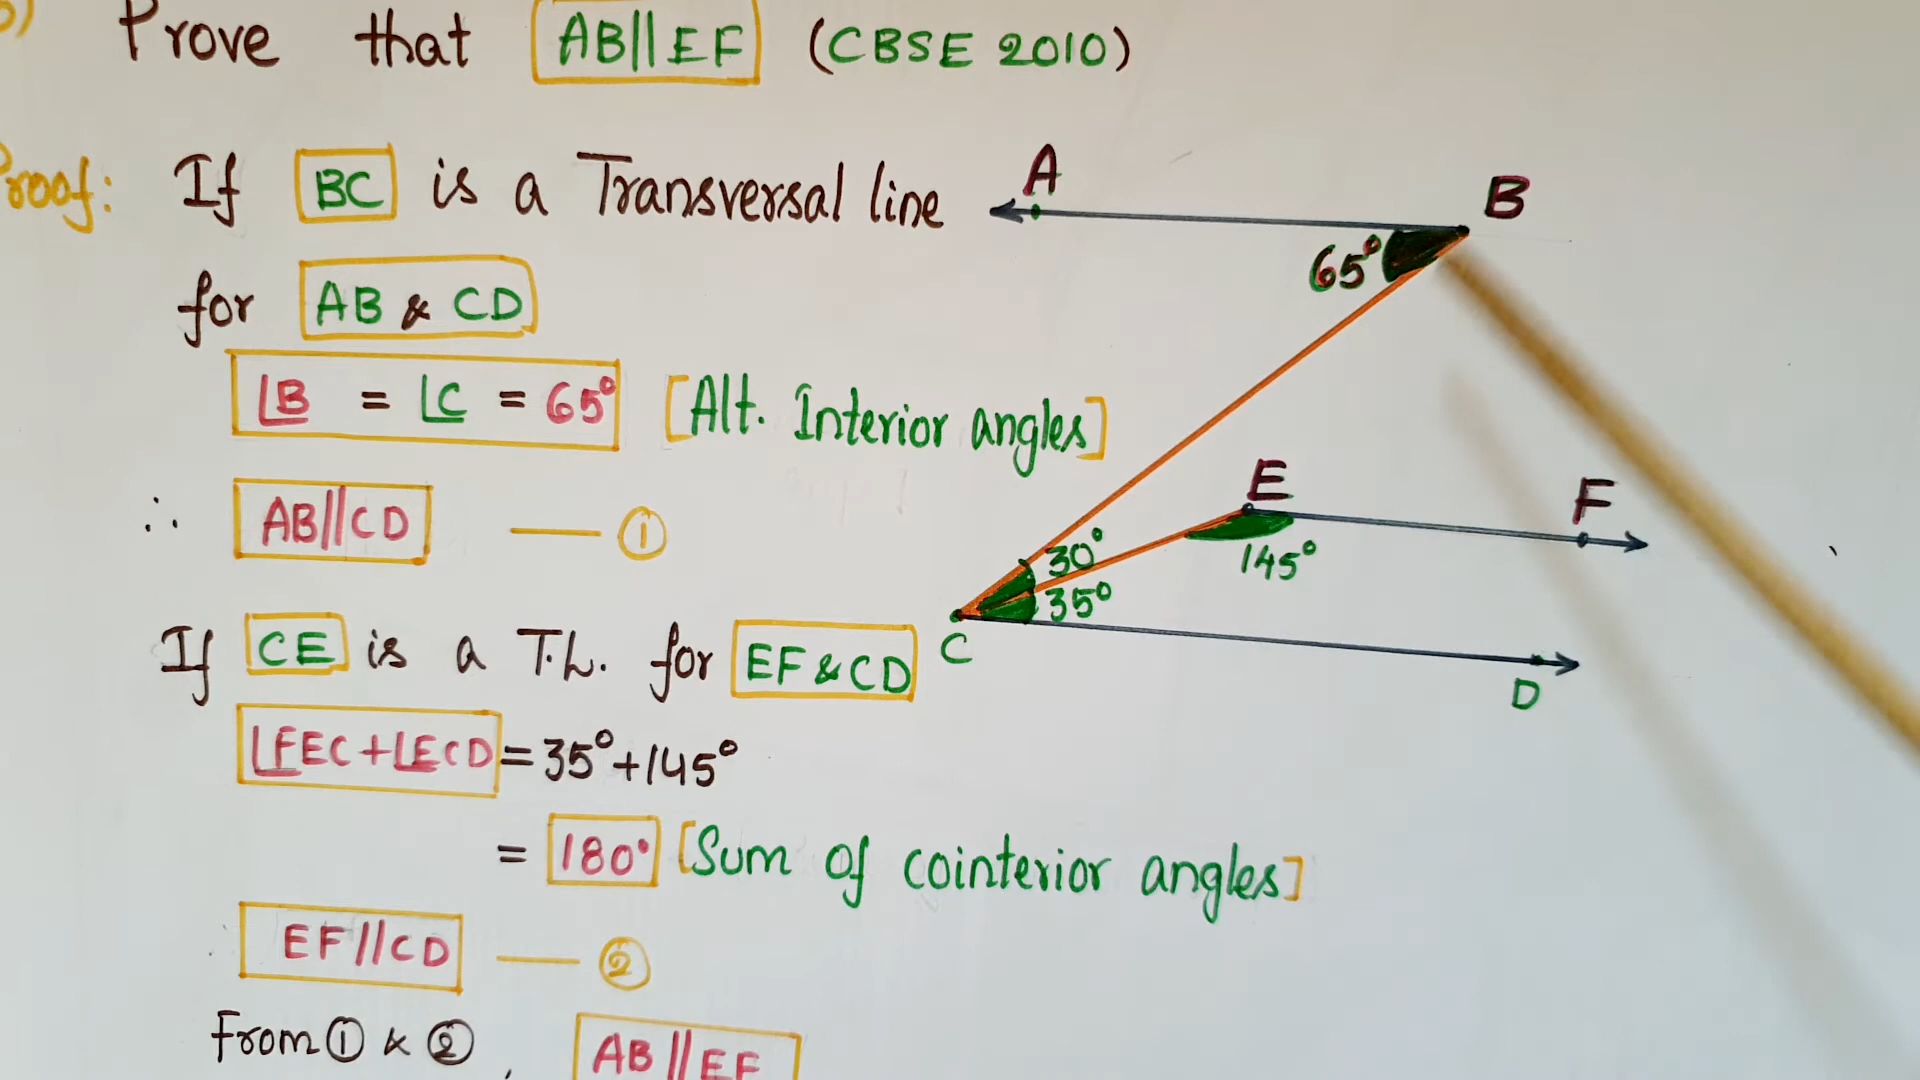 Prove that AB||EF (CBSE 2010)
Proof: If BC is a Transversal line
for AB & CD
∠B = ∠C = 65° [Alt. Interior angles]
∴ AB//CD — ①
If CE is a T.L. for EF & CD
∠FEC + ∠ECD = 35° + 145°
= 180° [Sum of cointerior angles]
EF//CD — ②
From ① & ②, AB||EF
A
B
65°
E
F
30°
145°
35°
C
D